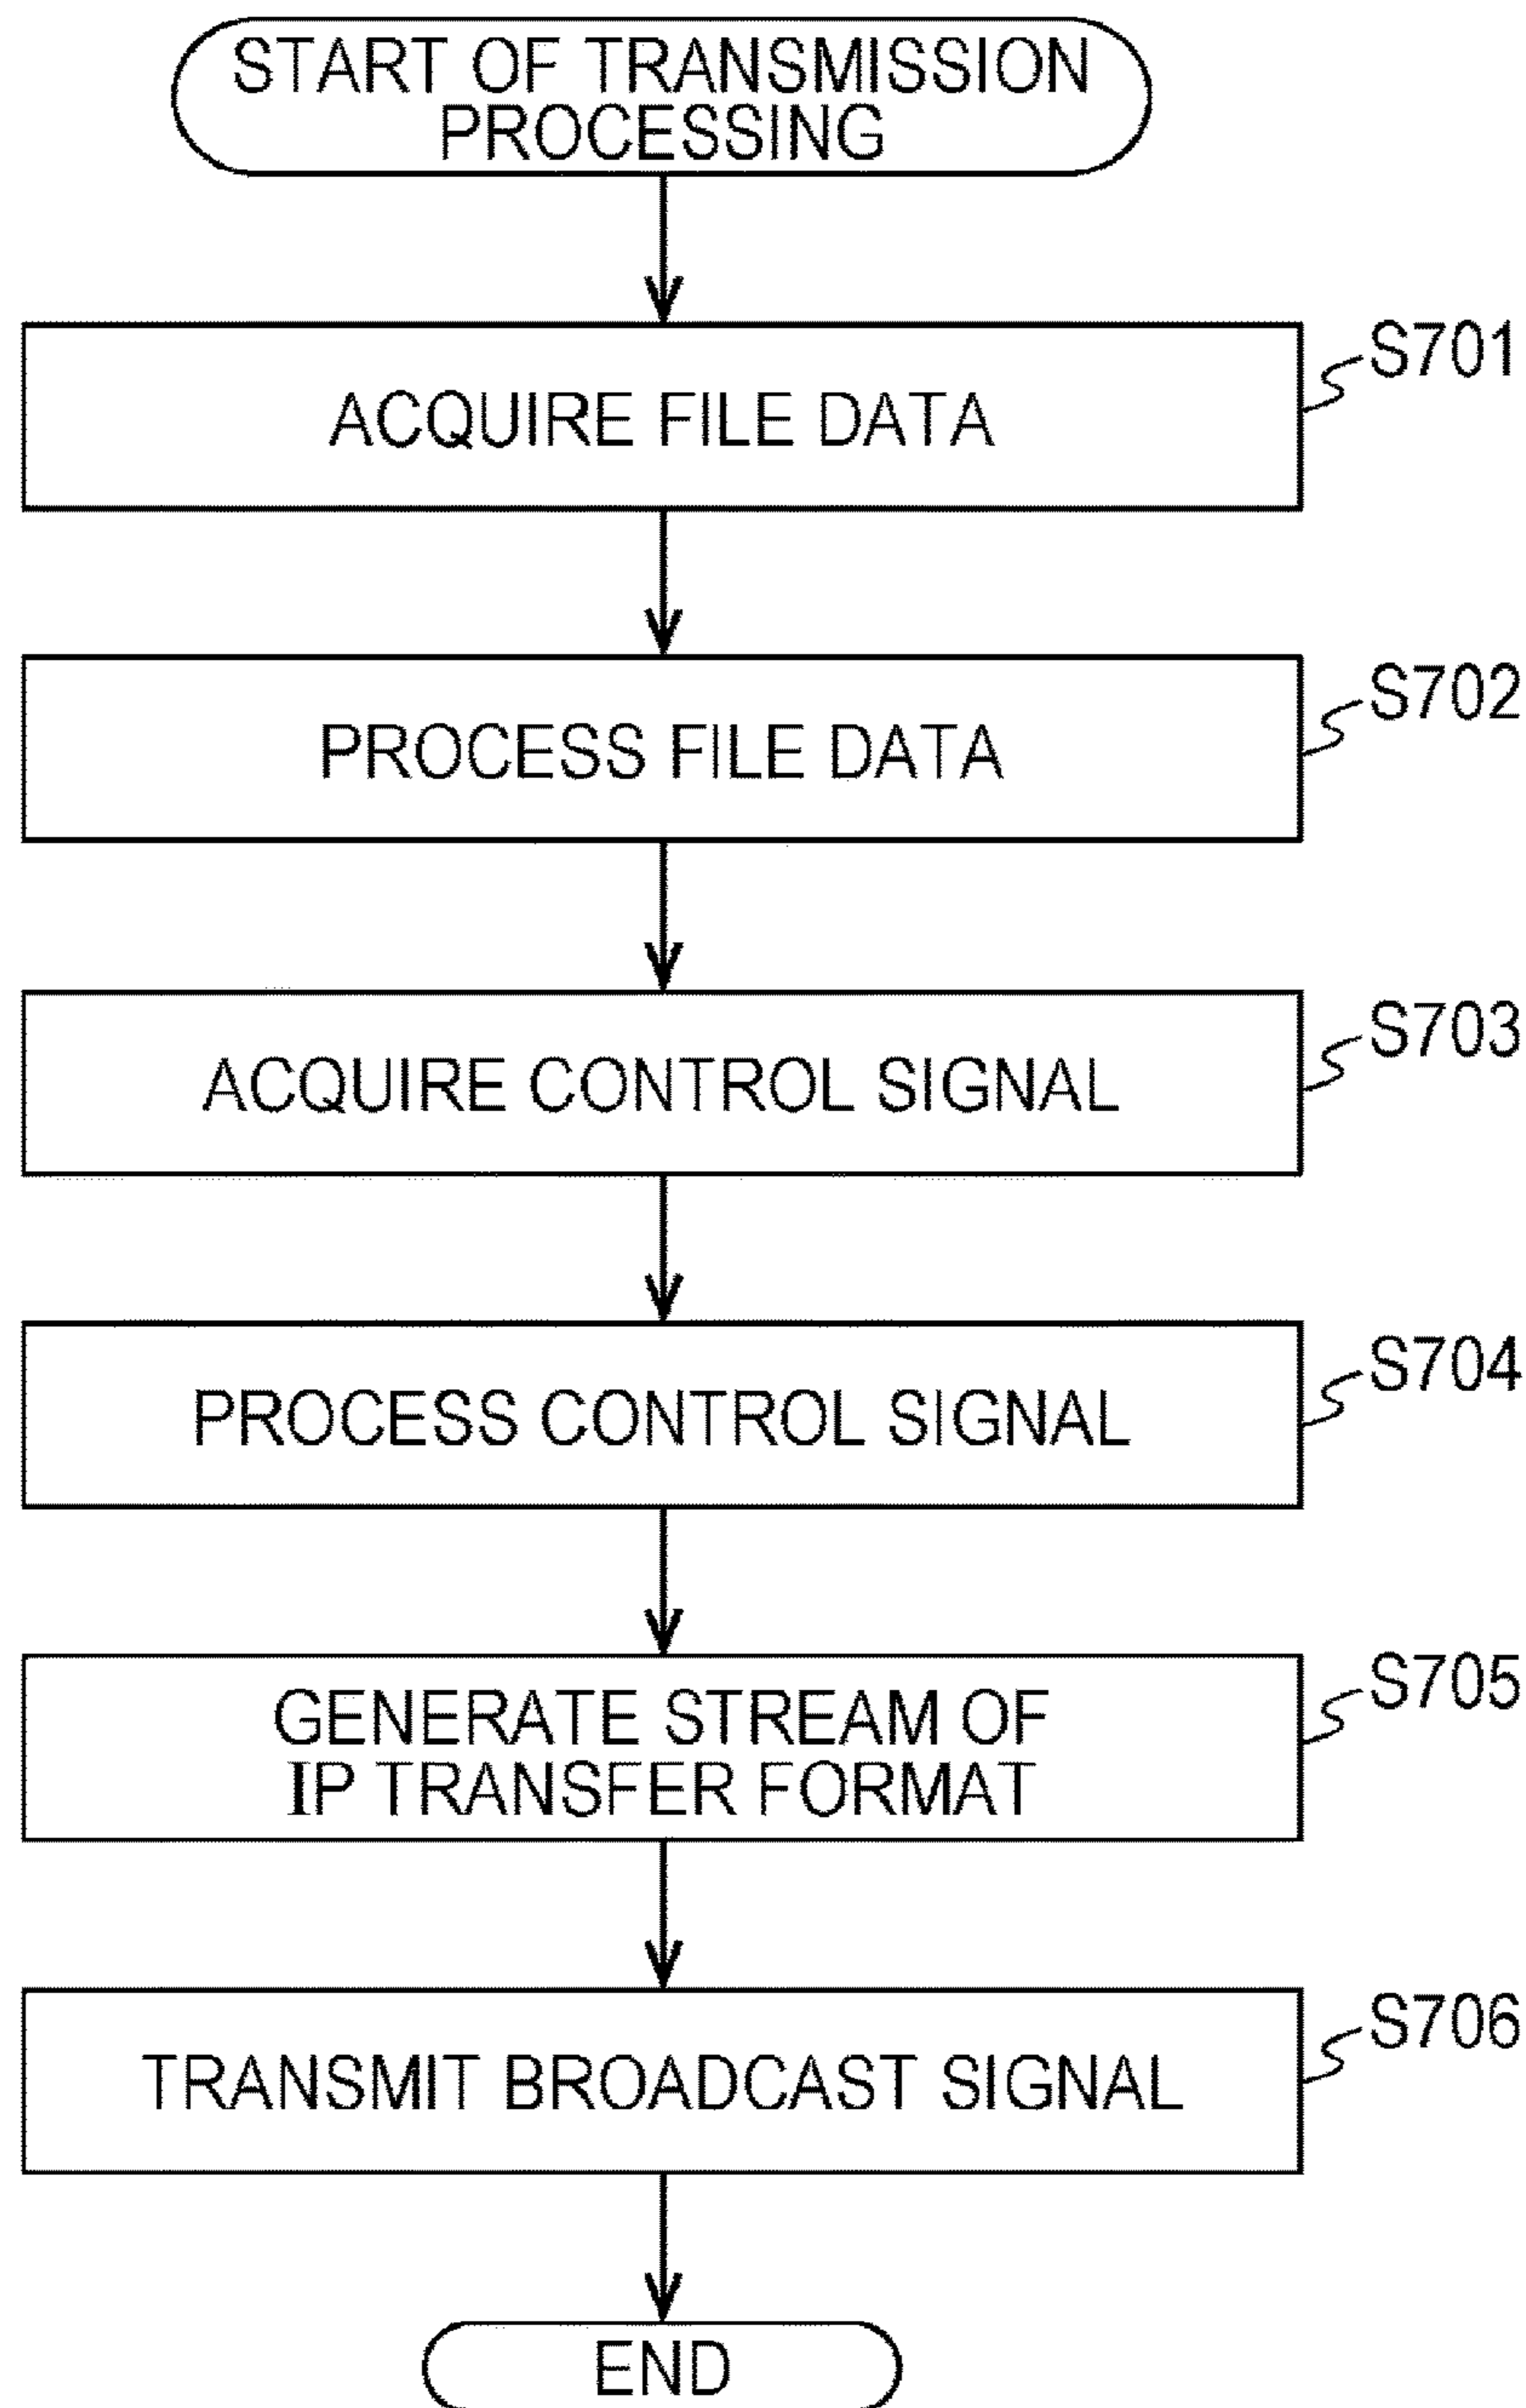 START OF TRANSMISSION
PROCESSING
S701
ACQUIRE FILE DATA
S702
PROCESS FILE DATA
S703
ACQUIRE CONTROL SIGNAL
S704
PROCESS CONTROL SIGNAL
S705
GENERATE STREAM OF
IP TRANSFER FORMAT
S706
TRANSMIT BROADCAST SIGNAL
END